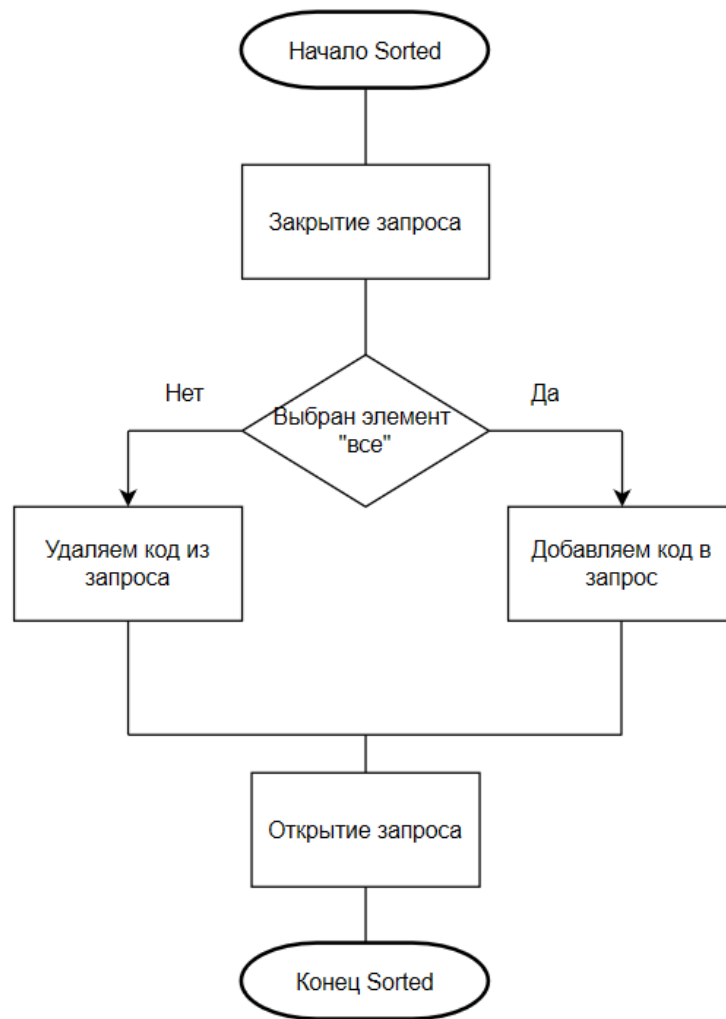 Начало Sorted
Закрытие запроса
Нет
Да
Выбран элемент
"все"
Удаляем код из
запроса
Добавляем код в
запрос
Открытие запроса
Конец Sorted